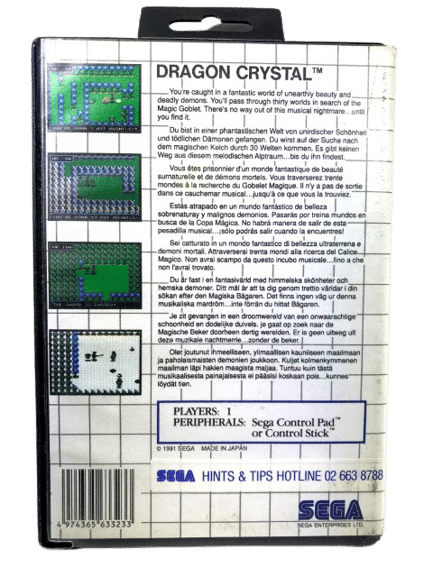 DRAGON CRYSTAL™
You're caught in a fantastic world of unearthly beauty and
deadly demons. You'll pass through thirty worlds in search of the
Magic Goblet. There's no way out of this musical nightmare...until
you find it.
Du bist in einer phantastischen Welt von unirdischer Schönheit
und tödlichen Dämonen gefangen. Du wirst auf der Suche nach
dem magischen Kelch durch 30 Welten kommen. Es gibt keinen
Weg aus diesem melodischen Alptraum...bis du ihn findest.
Vous êtes prisonnier d'un monde fantastique de beauté
surnaturelle et de démons mortels. Vous traverserez trente
mondes à la recherche du Gobelet Magique. Il n'y a pas de sortie
dans ce cauchemar musical....jusqu'à ce que vous la trouviez.
Estás atrapado en un mundo fantástico de belleza
sobrenaturay y malignos demonios. Pasarás por treina mundos en
busca de la Copa Mágica. No habrá manera de salir de esta
pesadilla musical...¡sólo podrás salir cuando la encuentres!
Sei catturato in un mondo fantastico di bellezza ultraterrena e
demoni mortali. Attraverserai trenta mondi alla ricerca del Calice
Magico. Non avrai scampo da questo incubo musicale...fino a che
non l'avrai trovato.
Du är fast i en fantasivärld med himmelska skönheter och
hemska demoner. Ditt mål är att ta dig genom trettio världar i din
sökan efter den Magiska Bägaren. Det finns ingen väg ur denna
musikaliska mardröm...inte förrän du hittat Bägaren.
Je zit gevangen in een droomwereld van een onwaarachtige
schoonheid en dodelijke duivels. je gaat op zoek naar de
Magische Beker doorheen dertig werelden. Er is geen uitweg uit
deze muzikale nachtmerrie...zonder de beker.
Olet joutunut ihmeelliseen, ylimaallisen kauniiseen maailmaan
ja paholaismaisten demonien joukkoon. Kuljet kolmenkymmenen
maailman läpi hakien maagista maljaa. Tuntuu kuin tästä
musikaalisesta painajaisesta ei pääsisi koskaan pois...kunnes
löydät tien.
PLAYERS: 1
PERIPHERALS: Sega Control Pad™
or Control Stick™
© 1991 SEGA MADE IN JAPAN
SEGA HINTS & TIPS HOTLINE 02 663 8788
4 974365 633233
SEGA
SEGA ENTERPRISES LTD.